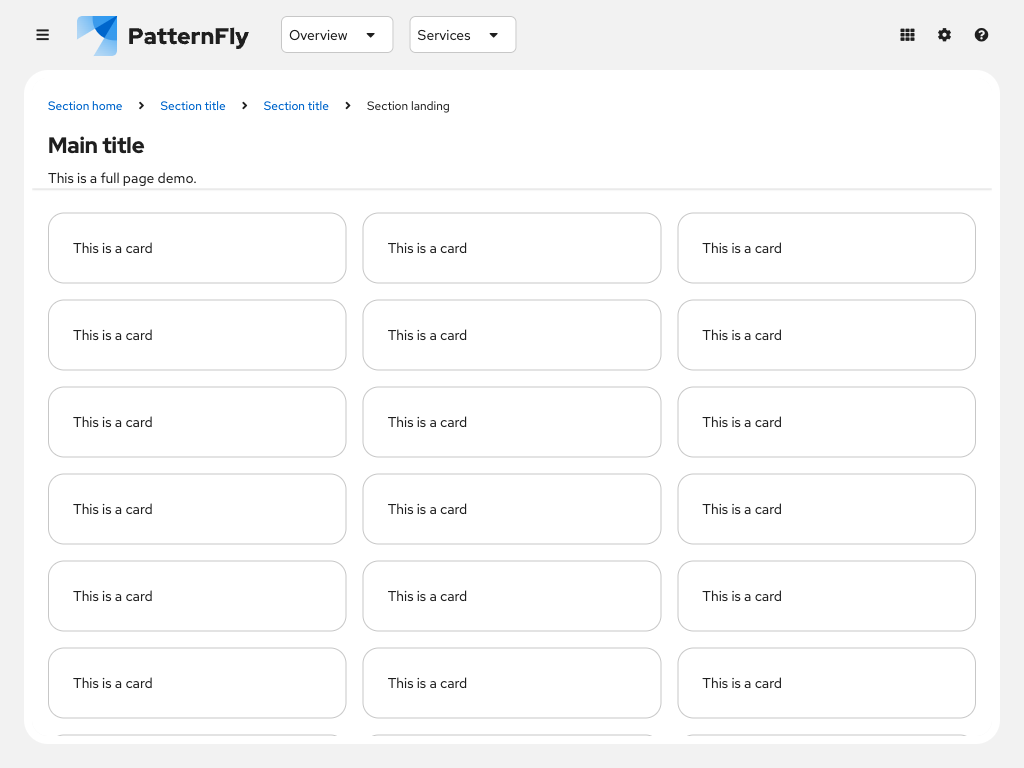 PatternFly Overview Services
Section home Section title Section title Section landing
Main title
This is a full page demo.
This is a card This is a card This is a card
This is a card This is a card This is a card
This is a card This is a card This is a card
This is a card This is a card This is a card
This is a card This is a card This is a card
This is a card This is a card This is a card